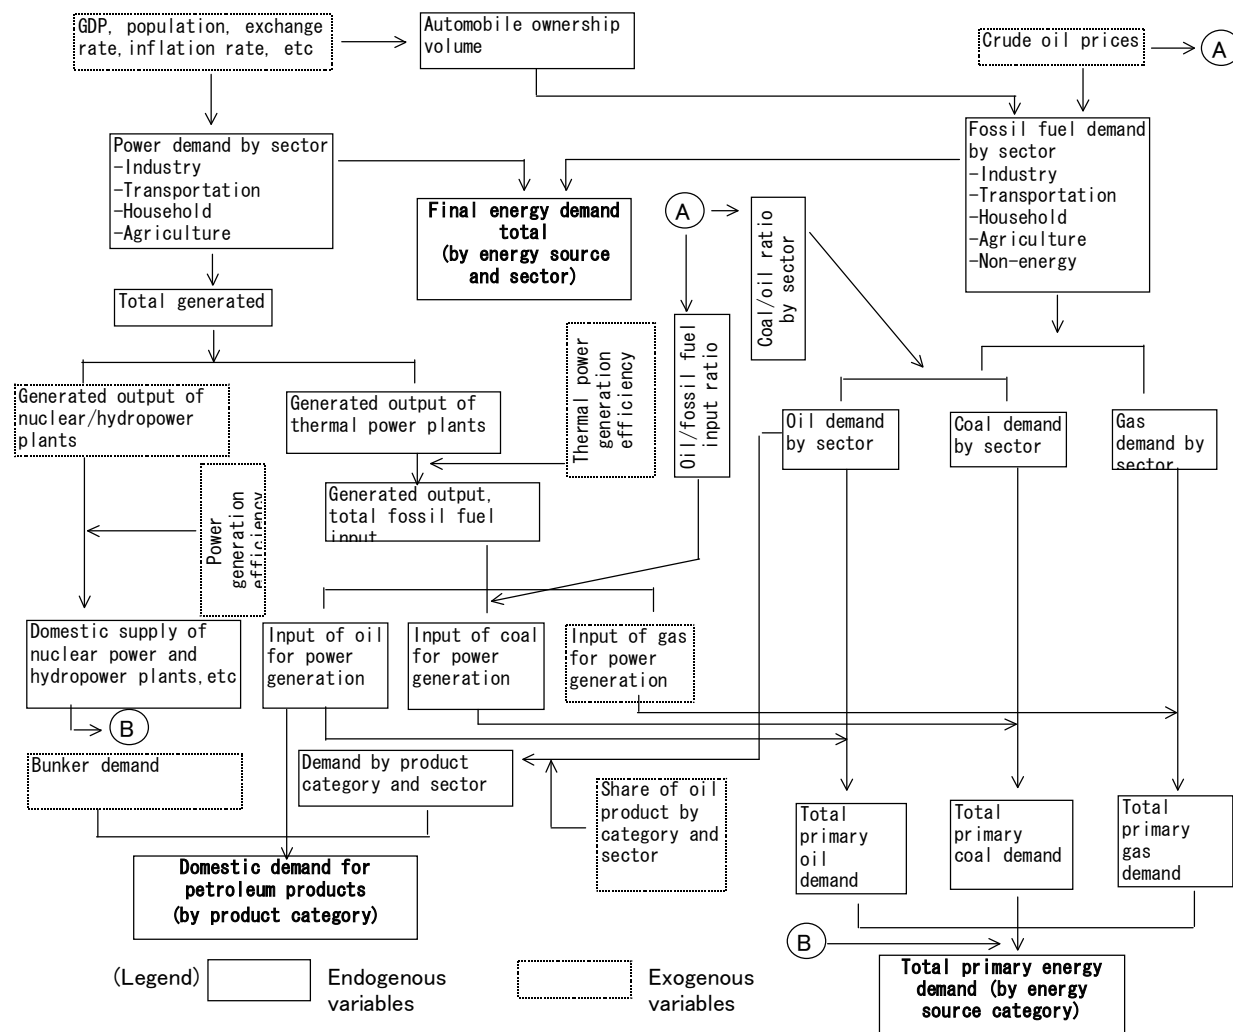 GDP, population, exchange
rate, inflation rate, etc
Automobile ownership
volume
Crude oil prices
A
Power demand by sector
-Industry
-Transportation
-Household
-Agriculture
Fossil fuel demand
by sector
-Industry
-Transportation
-Household
-Agriculture
-Non-energy
Final energy demand
total
(by energy source
and sector)
A
Coal/oil ratio
by sector
Total generated
Thermal power
generation
efficiency
Oil/fossil fuel
input ratio
Generated output of
nuclear/hydropower
plants
Generated output of
thermal power plants
Oil demand
by sector
Coal demand
by sector
Gas
demand by
sector
Power
generation
efficiency
Generated output,
total fossil fuel
input
Domestic supply of
nuclear power and
hydropower plants, etc
Input of oil
for power
generation
Input of coal
for power
generation
Input of gas
for power
generation
B
Bunker demand
Demand by product
category and sector
Share of oil
product by
category and
sector
Total
primary
oil
demand
Total
primary
coal demand
Total
primary
gas
demand
Domestic demand for
petroleum products
(by product category)
B
Total primary energy
demand (by energy
source category)
(Legend)
Endogenous
variables
Exogenous
variables